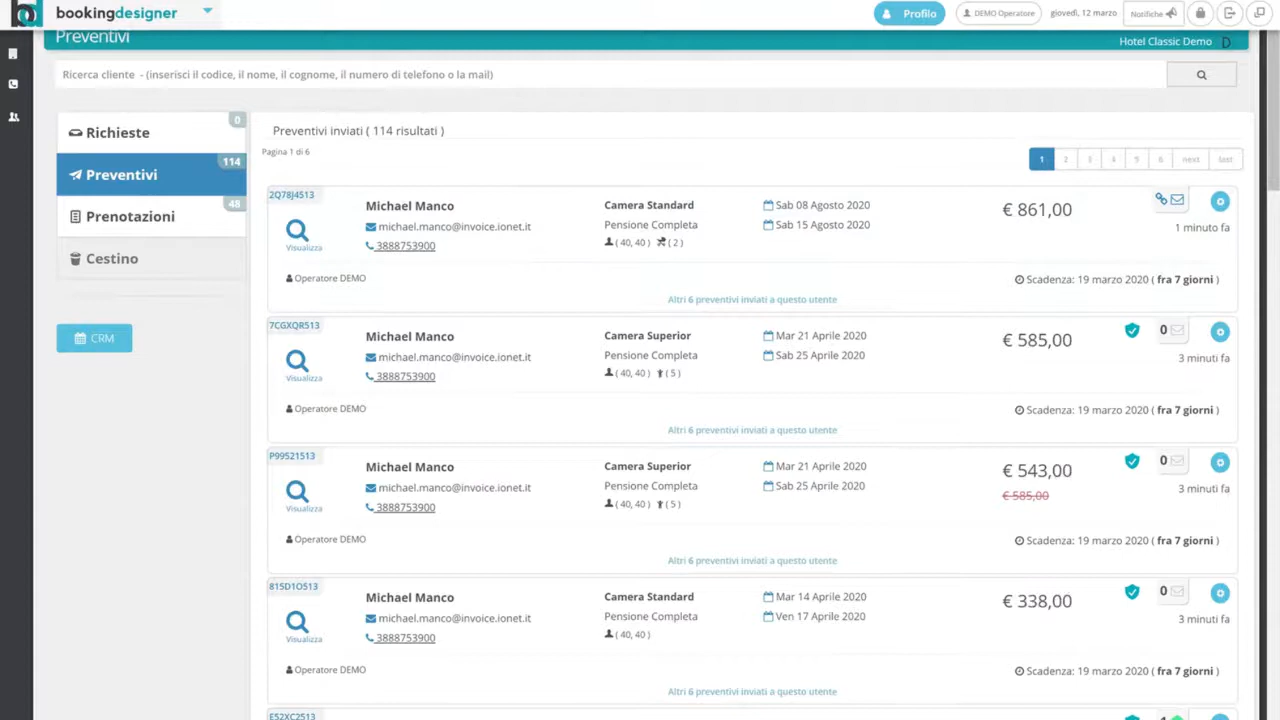 bookingdesigner
Profilo
DEMO Operatore
giovedì, 12 marzo
Notifiche
Preventivi
Hotel Classic Demo
Ricerca cliente - (inserisci il codice, il nome, il cognome, il numero di telefono o la mail)
Richieste 0
Preventivi 114
Prenotazioni 48
Cestino
CRM
Preventivi inviati ( 114 risultati )
Pagina 1 di 6
1 2 3 4 5 6 next last
2Q78J4513
Michael Manco Camera Standard Sab 08 Agosto 2020 € 861,00
michael.manco@invoice.ionet.it Pensione Completa Sab 15 Agosto 2020 1 minuto fa
Visualizza 3888753900 ( 40, 40 ) ( 2 )
Operatore DEMO Scadenza: 19 marzo 2020 ( fra 7 giorni )
Altri 6 preventivi inviati a questo utente
7CGXQR513
Michael Manco Camera Superior Mar 21 Aprile 2020 € 585,00 0
michael.manco@invoice.ionet.it Pensione Completa Sab 25 Aprile 2020 3 minuti fa
Visualizza 3888753900 ( 40, 40 ) ( 5 )
Operatore DEMO Scadenza: 19 marzo 2020 ( fra 7 giorni )
Altri 6 preventivi inviati a questo utente
P99521513
Michael Manco Camera Superior Mar 21 Aprile 2020 € 543,00 0
michael.manco@invoice.ionet.it Pensione Completa Sab 25 Aprile 2020 € 585,00 3 minuti fa
Visualizza 3888753900 ( 40, 40 ) ( 5 )
Operatore DEMO Scadenza: 19 marzo 2020 ( fra 7 giorni )
Altri 6 preventivi inviati a questo utente
815D1O513
Michael Manco Camera Standard Mar 14 Aprile 2020 € 338,00 0
michael.manco@invoice.ionet.it Pensione Completa Ven 17 Aprile 2020 3 minuti fa
Visualizza 3888753900 ( 40, 40 )
Operatore DEMO Scadenza: 19 marzo 2020 ( fra 7 giorni )
Altri 6 preventivi inviati a questo utente
E52XC2513